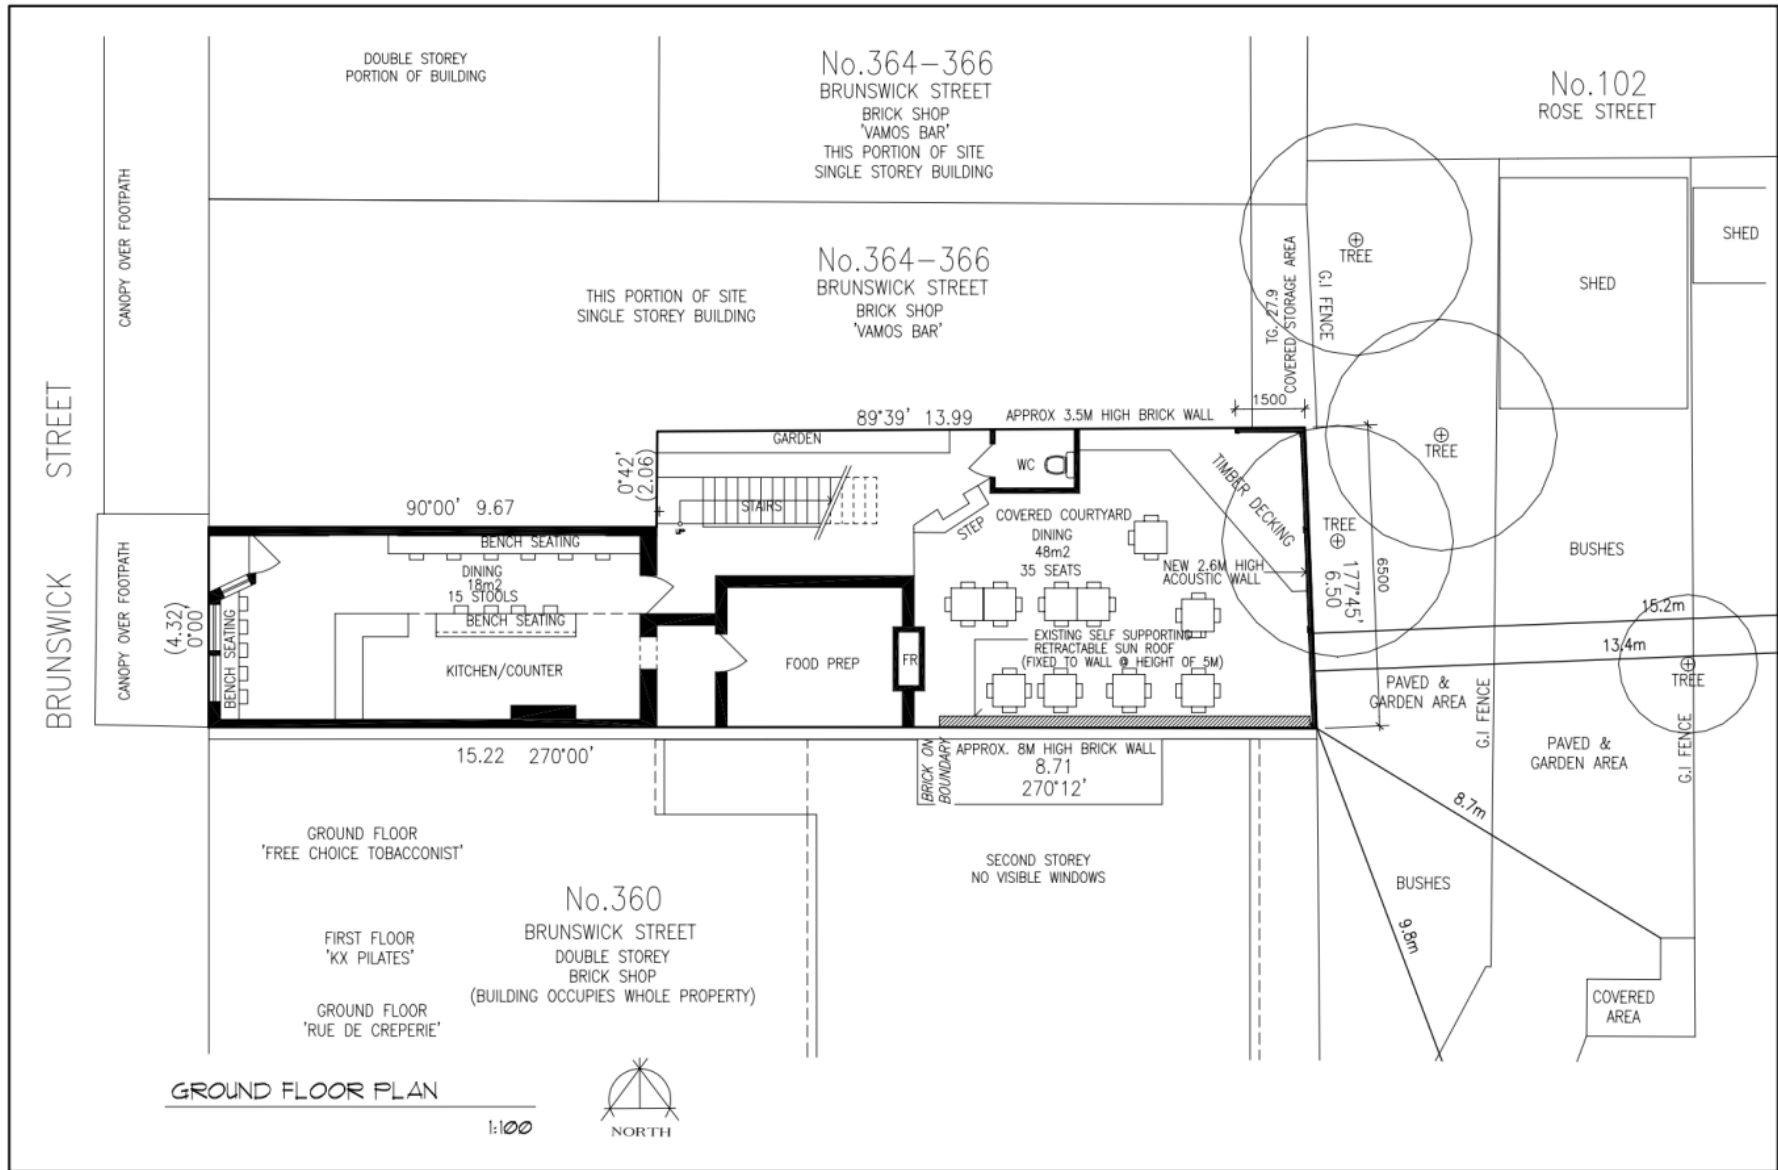 DOUBLE STOREY
PORTION OF BUILDING
No.364-366
BRUNSWICK STREET
BRICK SHOP
'VAMOS BAR'
THIS PORTION OF SITE
SINGLE STOREY BUILDING
No.102
ROSE STREET
CANOPY OVER FOOTPATH
SHED
SHED
TREE
G.I FENCE
TG. 27.9
COVERED STORAGE AREA
No.364-366
BRUNSWICK STREET
BRICK SHOP
'VAMOS BAR'
THIS PORTION OF SITE
SINGLE STOREY BUILDING
BRUNSWICK STREET
1500
89°39' 13.99
APPROX 3.5M HIGH BRICK WALL
GARDEN
TREE
0°42'
(2.06)
WC
TIMBER DECKING
STAIRS
UP
STEP
90°00' 9.67
COVERED COURTYARD
DINING
48m2
35 SEATS
TREE
177°45'
6.50
6500
BUSHES
BENCH SEATING
DINING
18m2
15 STOOLS
BENCH SEATING
NEW 2.6M HIGH
ACOUSTIC WALL
CANOPY OVER FOOTPATH
(4.32)
0°00'
BENCH SEATING
KITCHEN/COUNTER
FOOD PREP
FR
EXISTING SELF SUPPORTING
RETRACTABLE SUN ROOF
(FIXED TO WALL @ HEIGHT OF 5M)
15.2m
13.4m
TREE
PAVED &
GARDEN AREA
G.I FENCE
PAVED &
GARDEN AREA
G.I FENCE
15.22 270°00'
BRICK ON
BOUNDARY
APPROX. 8M HIGH BRICK WALL
8.71
270°12'
8.7m
9.8m
GROUND FLOOR
'FREE CHOICE TOBACCONIST'
SECOND STOREY
NO VISIBLE WINDOWS
BUSHES
No.360
BRUNSWICK STREET
DOUBLE STOREY
BRICK SHOP
(BUILDING OCCUPIES WHOLE PROPERTY)
FIRST FLOOR
'KX PILATES'
GROUND FLOOR
'RUE DE CREPERIE'
COVERED
AREA
GROUND FLOOR PLAN
1:100
NORTH